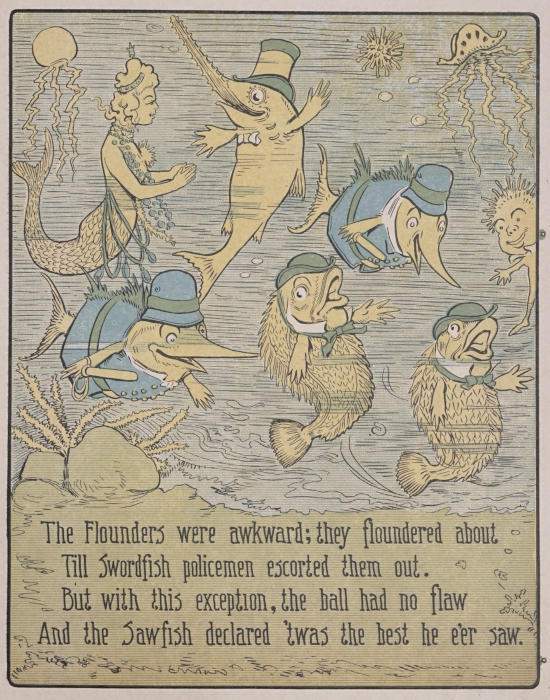 The Flounders were awkward; they floundered about
Till Swordfish policemen escorted them out.
But with this exception, the ball had no flaw
And the Sawfish declared 'twas the best he e'er saw.